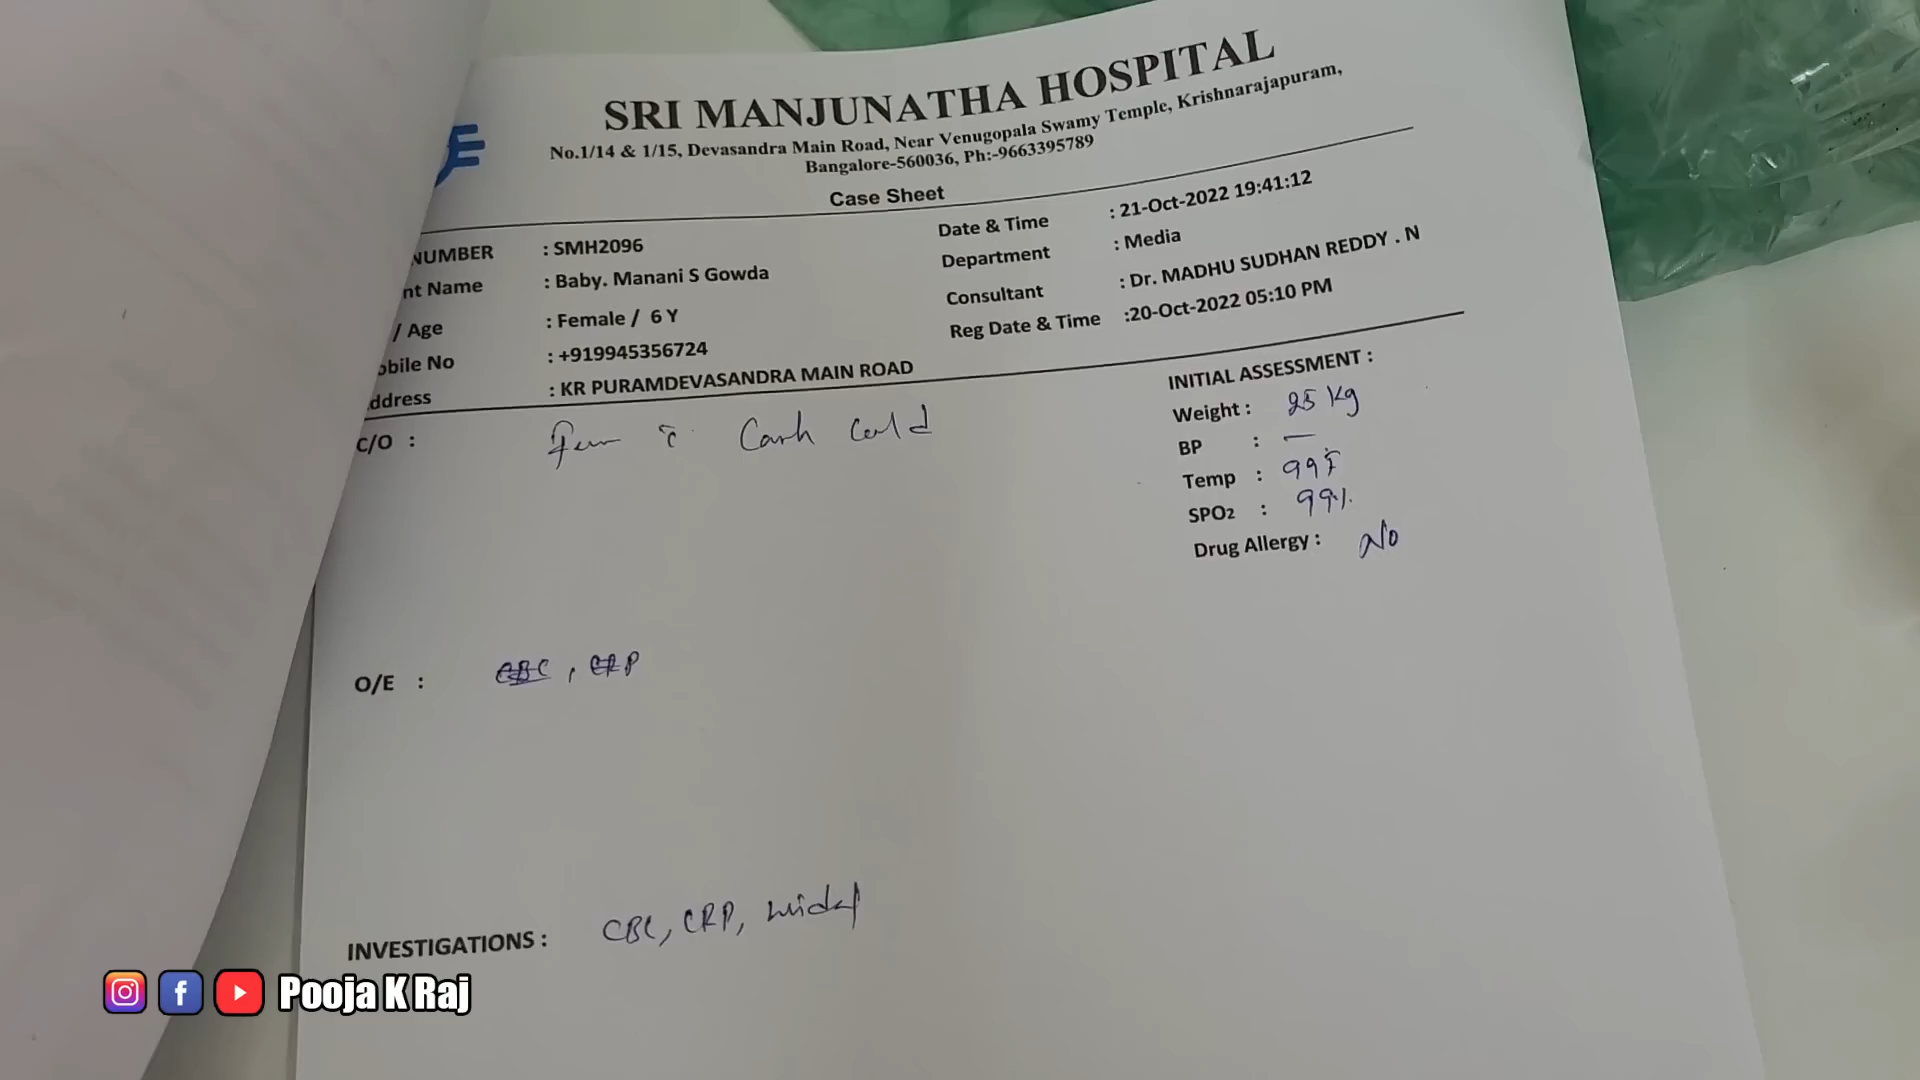 SRI MANJUNATHA HOSPITAL
No.1/14 & 1/15, Devasandra Main Road, Near Venugopala Swamy Temple, Krishnarajapuram,
Bangalore-560036, Ph:-9663395789
Case Sheet
NUMBER : SMH2096
nt Name : Baby. Manani S Gowda
/ Age : Female / 6 Y
obile No : +919945356724
ddress : KR PURAMDEVASANDRA MAIN ROAD
Date & Time : 21-Oct-2022 19:41:12
Department : Media
Consultant : Dr. MADHU SUDHAN REDDY . N
Reg Date & Time :20-Oct-2022 05:10 PM
C/O : Cold
INITIAL ASSESSMENT :
Weight : 25 Kg
BP : —
Temp : 99 F
SPO2 : 99%
Drug Allergy : No
O/E : CBC, CRP
INVESTIGATIONS : CBC, CRP, widal
Pooja K Raj